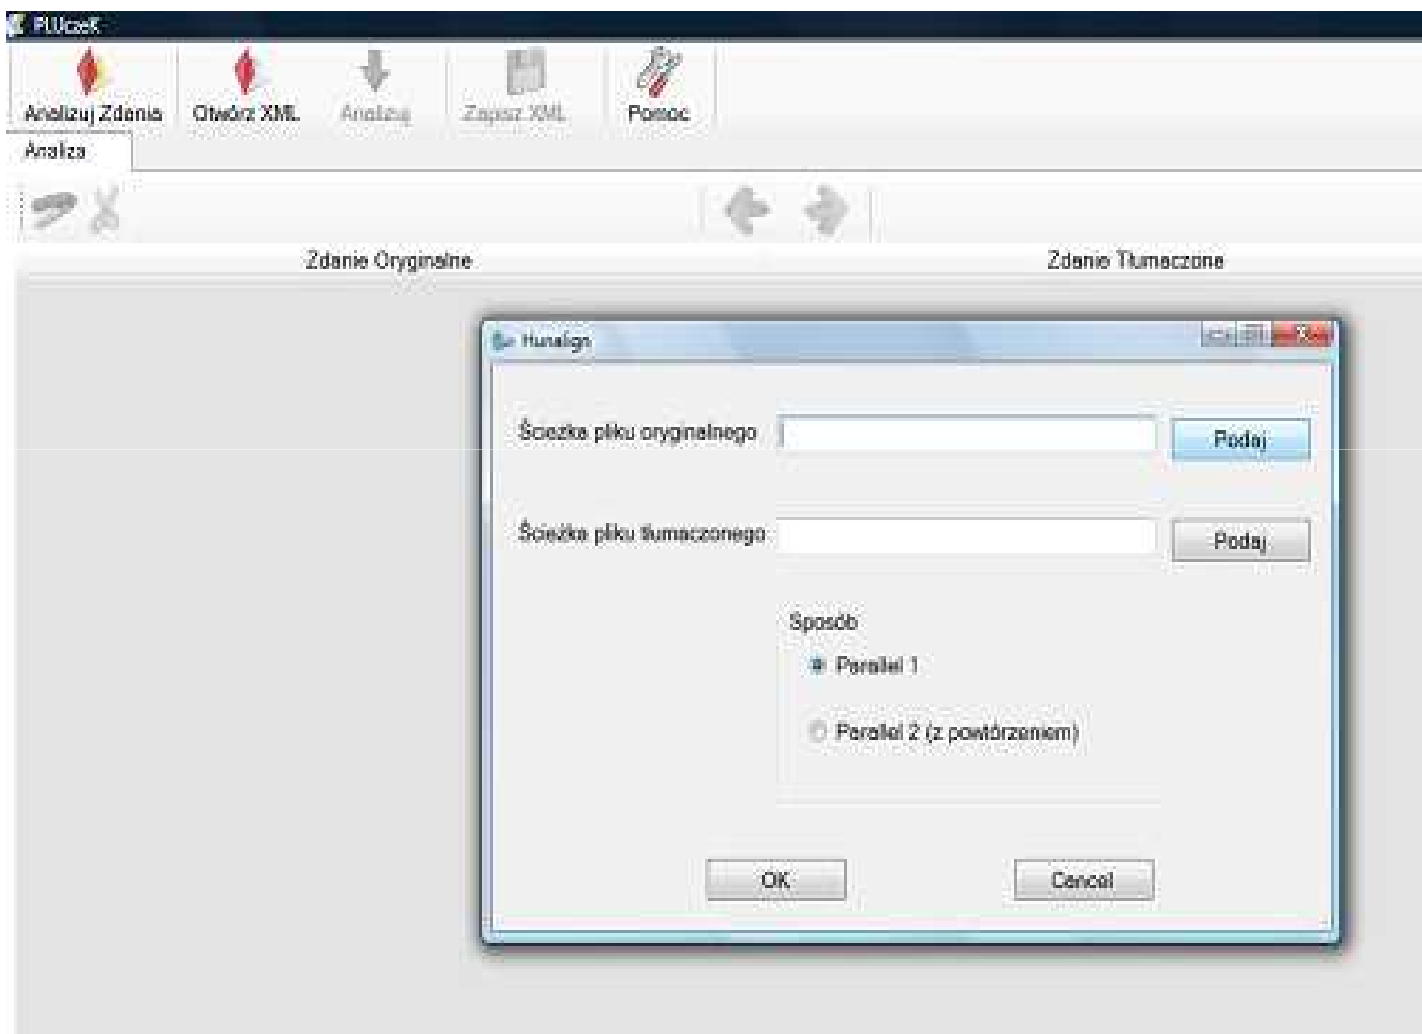 PLUczeK
Analizuj Zdania Otwórz XML Analizuj Zapisz XML Pomoc
Analiza
Zdanie Oryginalne Zdanie Tłumaczone
Hunalign
Ścieżka pliku oryginalnego Podaj
Ścieżka pliku tłumaczonego Podaj
Sposób
Parallel 1
Parallel 2 (z powtórzeniem)
OK Cancel